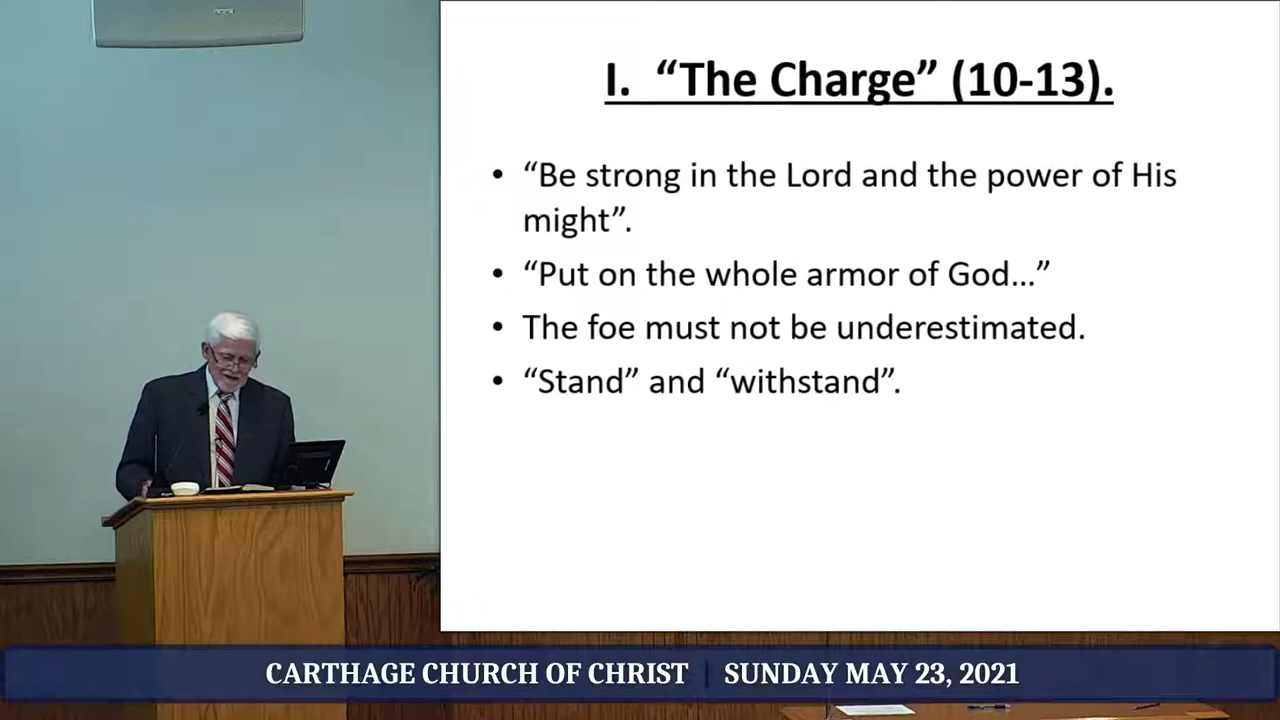 I. “The Charge” (10-13).
• “Be strong in the Lord and the power of His
might”.
• “Put on the whole armor of God…”
• The foe must not be underestimated.
• “Stand” and “withstand”.
CARTHAGE CHURCH OF CHRIST | SUNDAY MAY 23, 2021